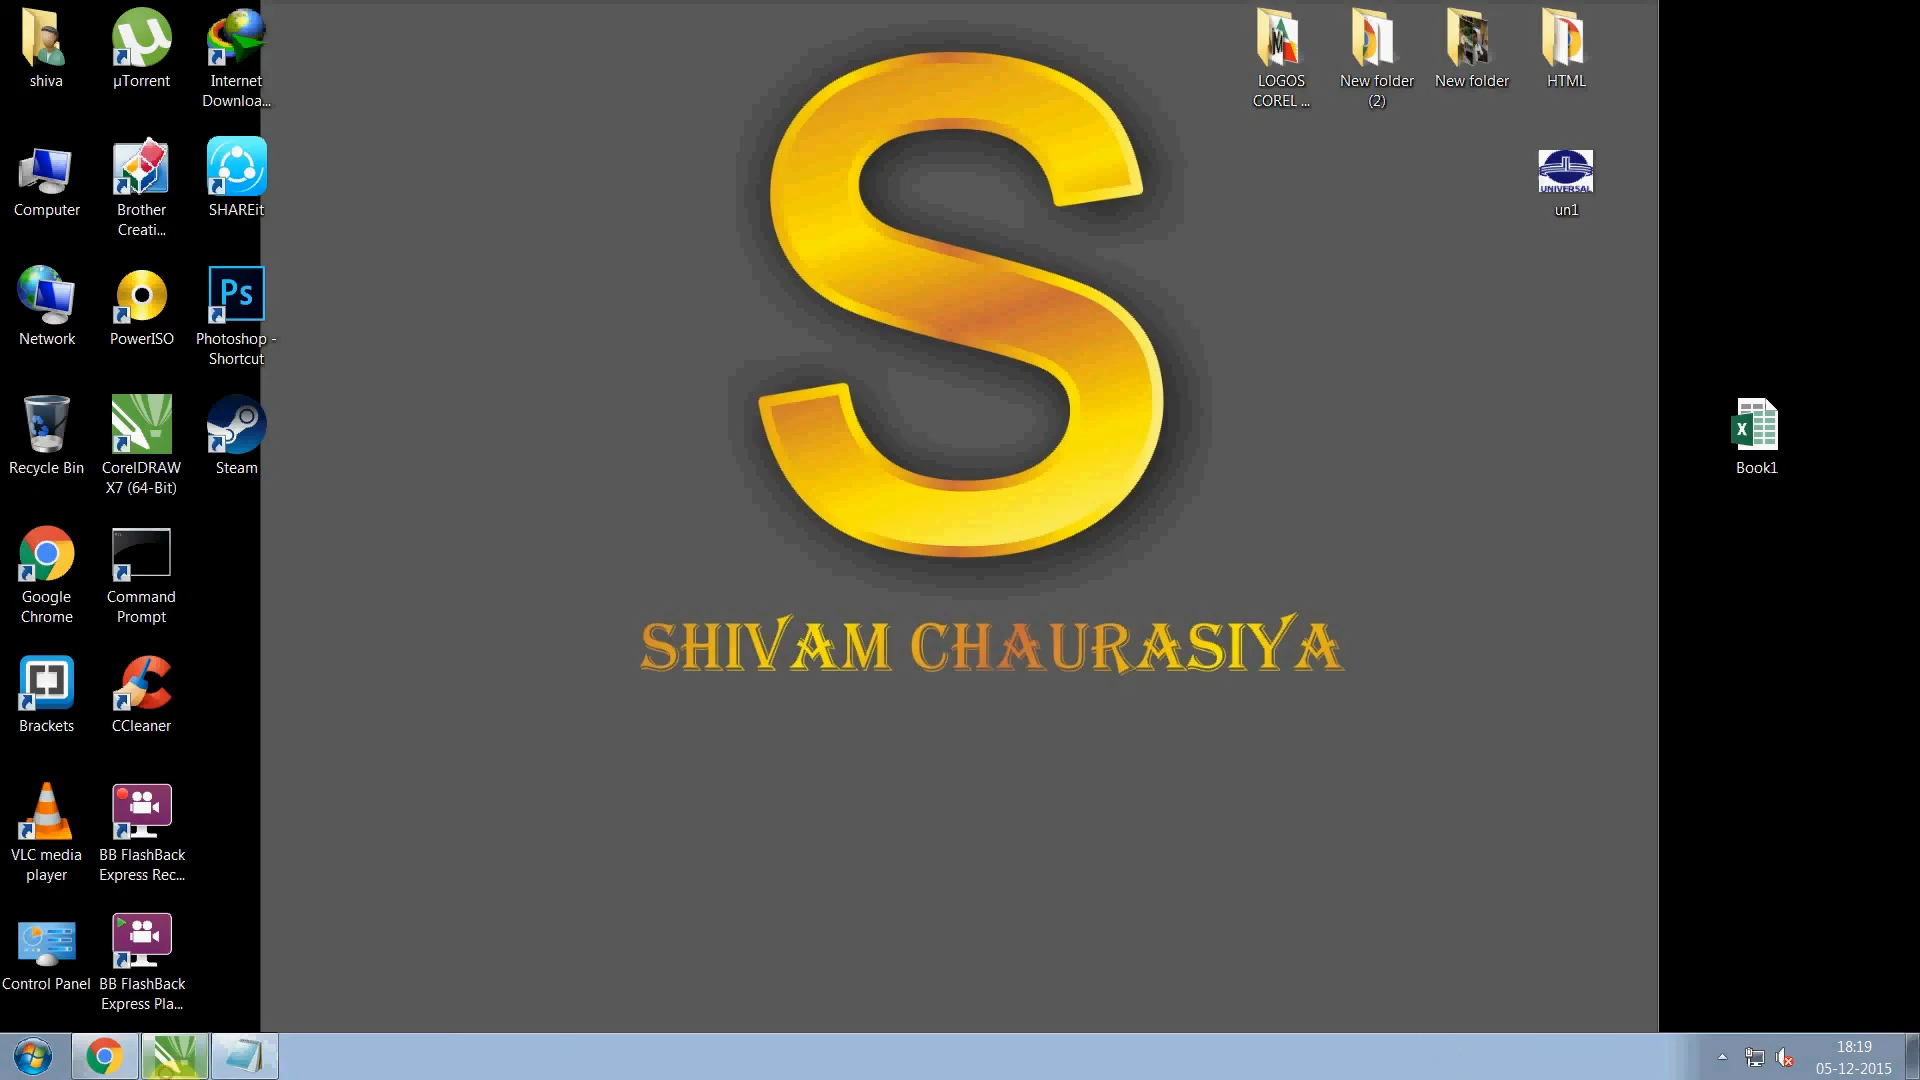 shiva
µTorrent
Internet
Downloa...
LOGOS
COREL ...
New folder
(2)
New folder
HTML
Computer
Brother
Creati...
SHAREit
UNIVERSAL
un1
Network
PowerISO
Ps
Photoshop -
Shortcut
Recycle Bin
CorelDRAW
X7 (64-Bit)
Steam
X
Book1
Google
Chrome
Command
Prompt
SHIVAM CHAURASIYA
Brackets
CCleaner
VLC media
player
BB FlashBack
Express Rec...
Control Panel
BB FlashBack
Express Pla...
18:19
05-12-2015